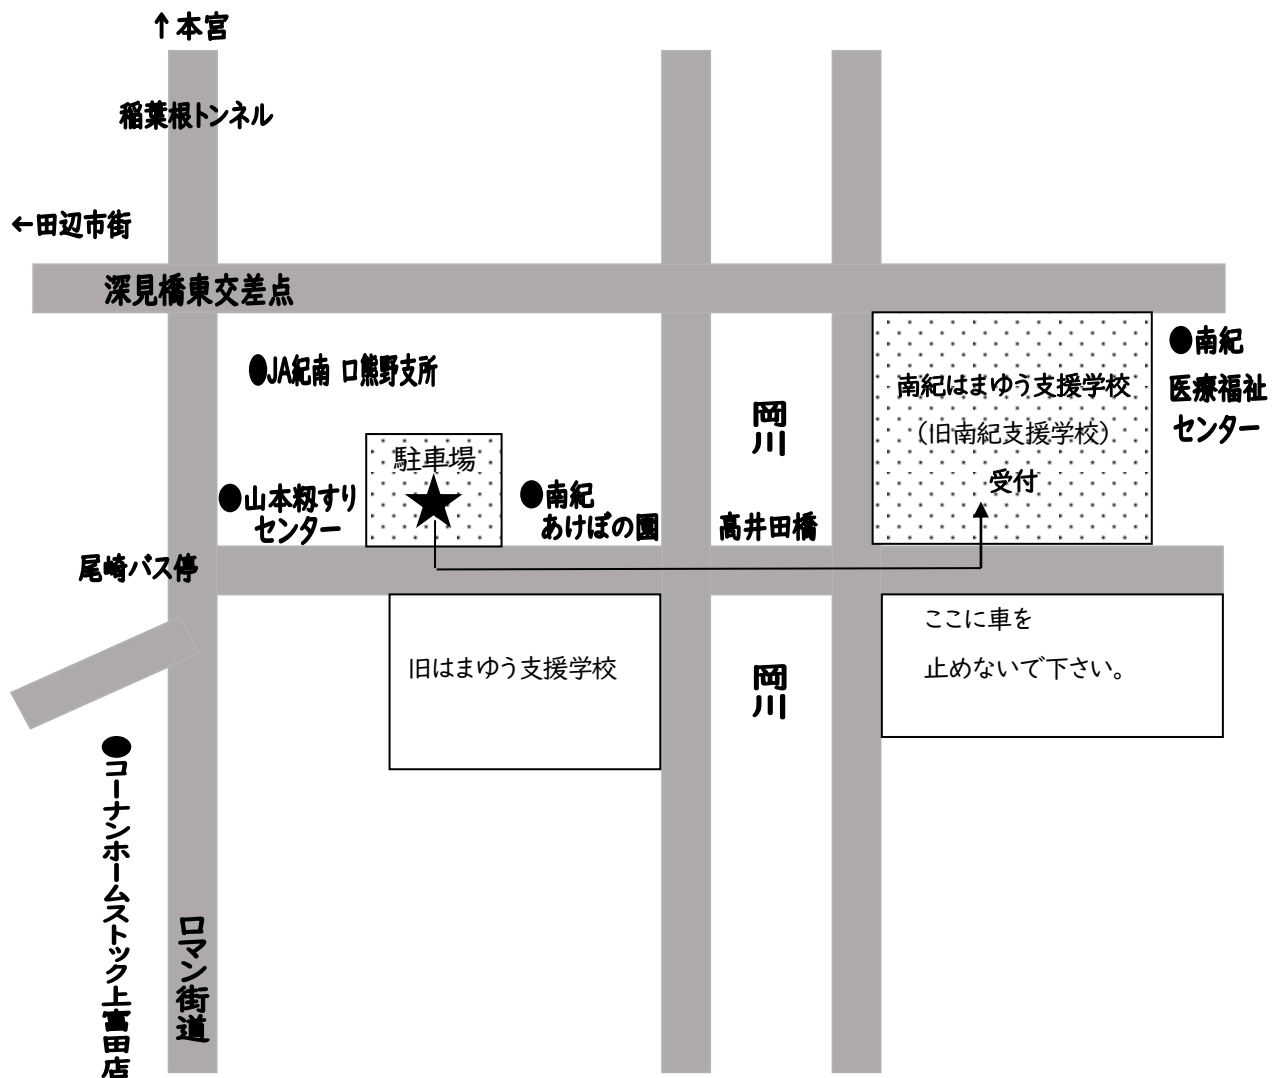 ↑本宮
稲葉根トンネル
←田辺市街
深見橋東交差点
●JA紀南 口熊野支所
●南紀
医療福祉
センター
南紀はまゆう支援学校
（旧南紀支援学校）
受付
岡川
駐車場
★
●山本籾すり
センター
●南紀
あけぼの園
高井田橋
尾崎バス停
旧はまゆう支援学校
岡川
ここに車を
止めないで下さい。
●コーナンホームストック上富田店
ロマン街道